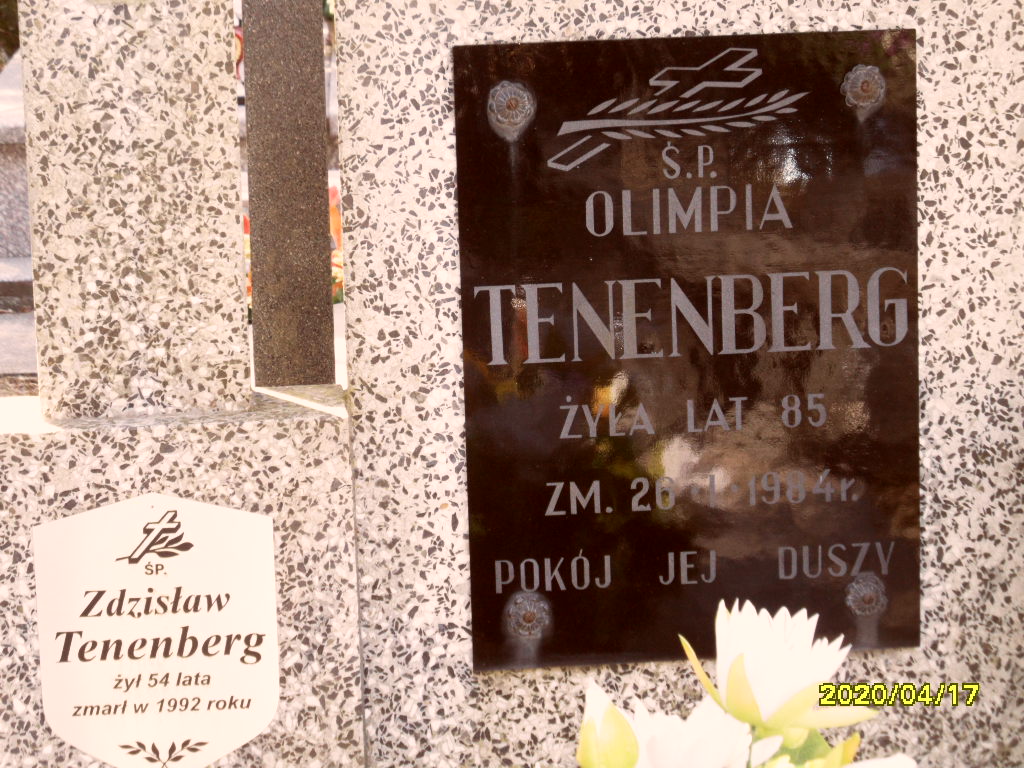 Ś.P.
OLIMPIA
TENENBERG
ŻYŁA LAT 85
ZM. 26·I·1984r.
POKÓJ JEJ DUSZY
ŚP.
Zdzisław
Tenenberg
żył 54 lata
zmarł w 1992 roku
2020/04/17